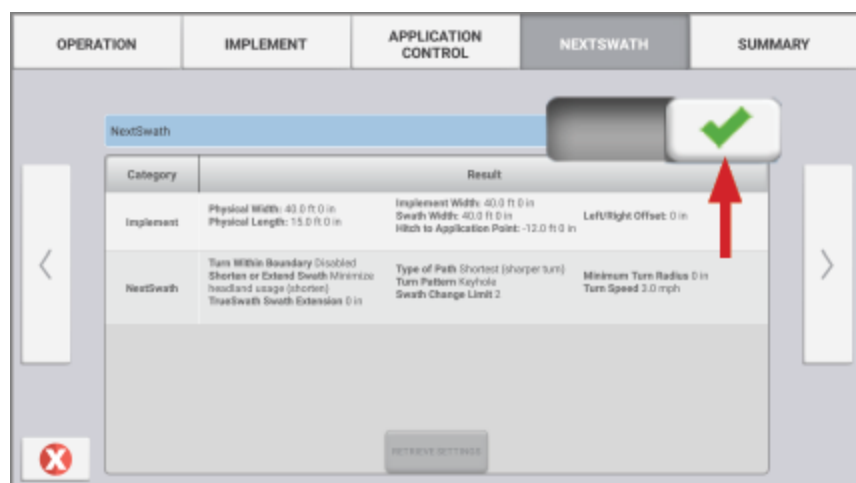 OPERATION
IMPLEMENT
APPLICATION
CONTROL
NEXTSWATH
SUMMARY
NextSwath
Category
Result
Implement
Physical Width: 40.0 ft 0 in
Physical Length: 15.0 ft 0 in
Implement Width: 40.0 ft 0 in
Swath Width: 40.0 ft 0 in
Hitch to Application Point: -12.0 ft 0 in
Left/Right Offset: 0 in
NextSwath
Turn Within Boundary Disabled
Shorten or Extend Swath Minimize
headland usage (shorten)
TrueSwath Swath Extension 0 in
Type of Path Shortest (sharper turn)
Turn Pattern Keyhole
Swath Change Limit 2
Minimum Turn Radius 0 in
Turn Speed 3.0 mph
RETRIEVE SETTINGS